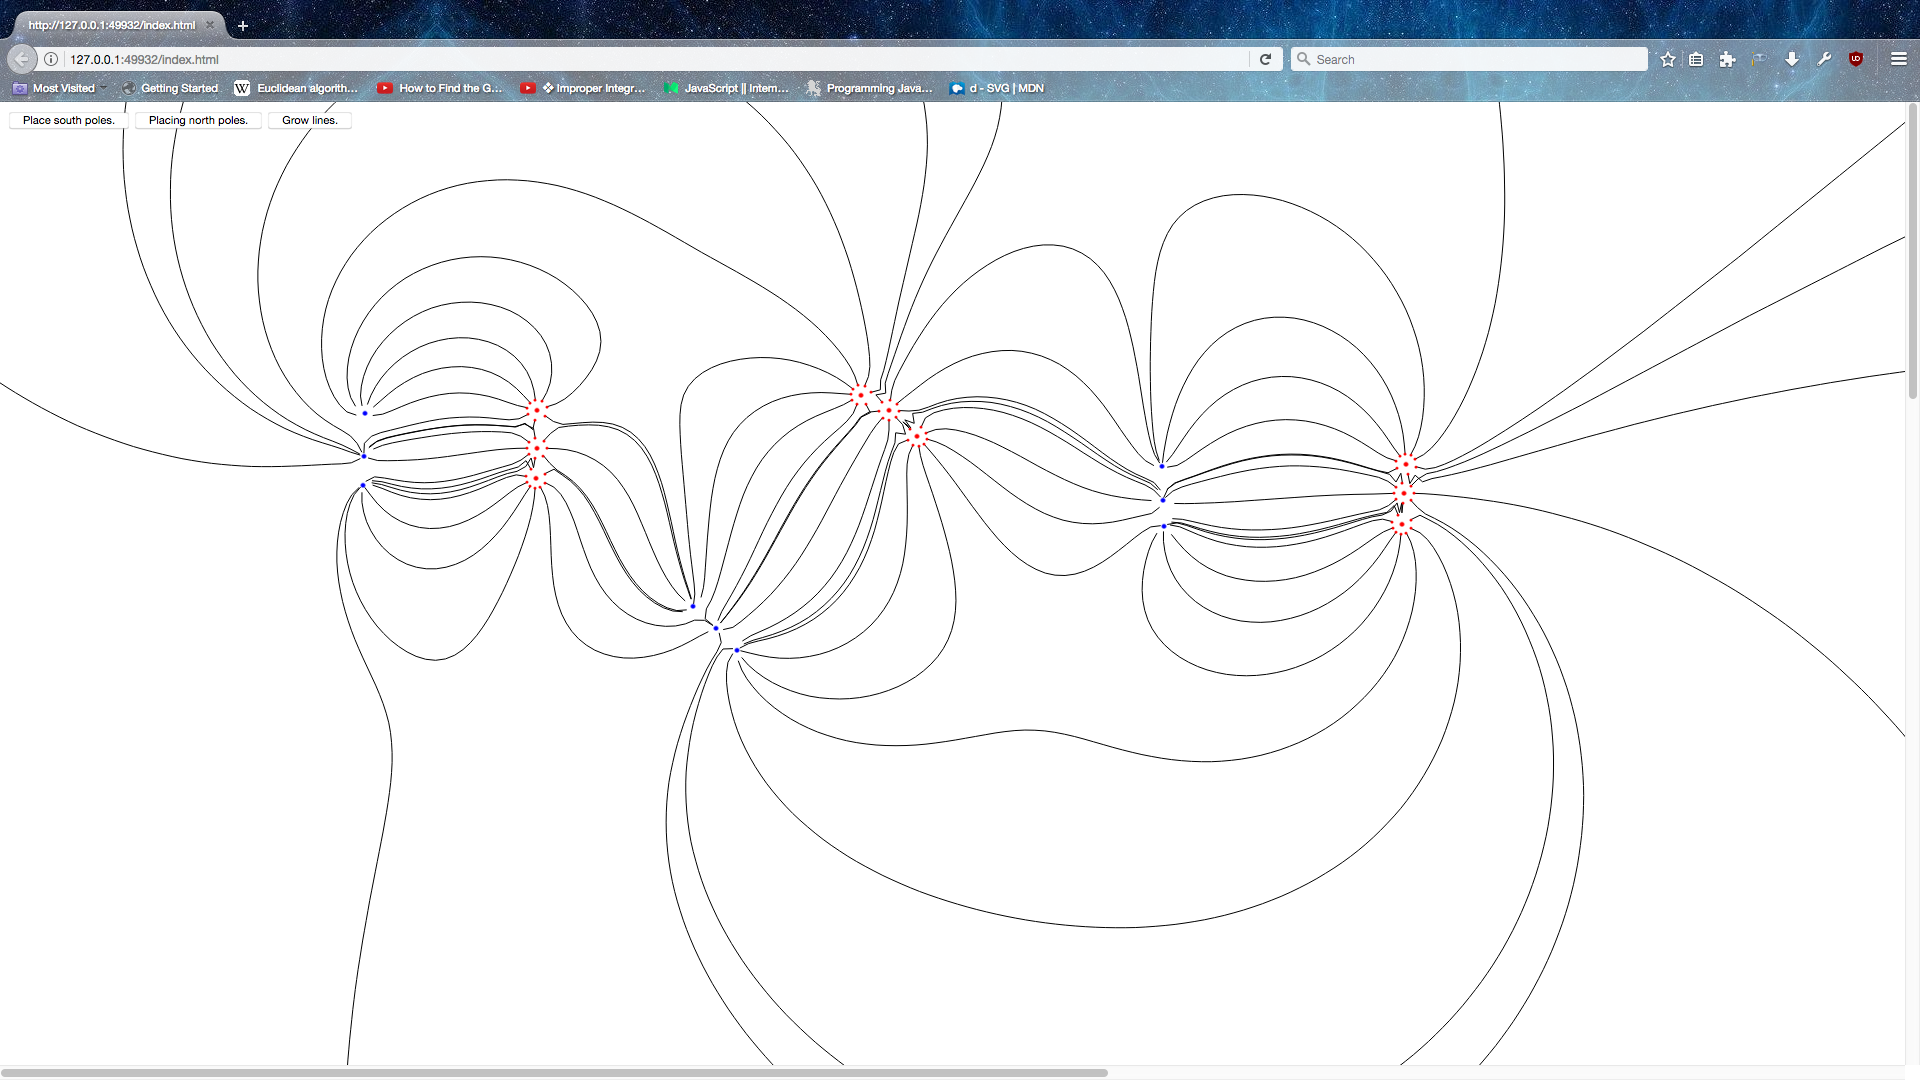 http://127.0.0.1:49932/index.html
127.0.0.1:49932/index.html
Search
Most Visited Getting Started Euclidean algorith... How to Find the G... ❖ Improper Integr... JavaScript || Intern... Programming Java... d - SVG | MDN
Place south poles. Placing north poles. Grow lines.